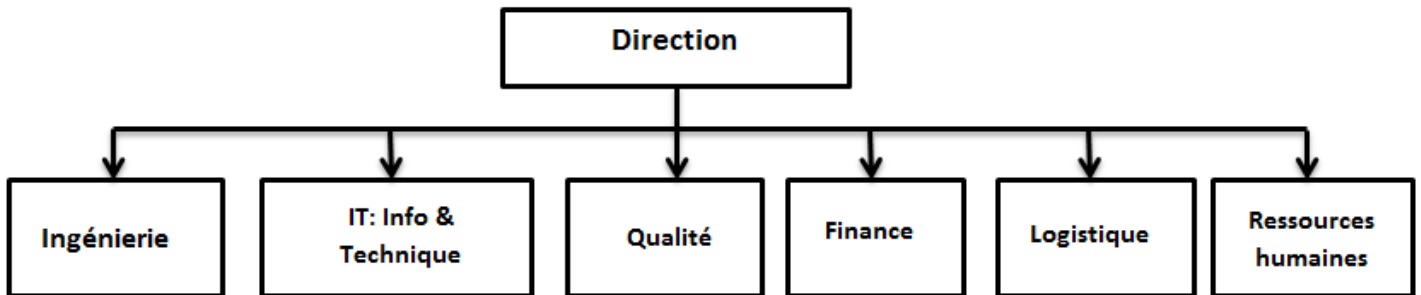 Direction
Ingénierie
IT: Info &
Technique
Qualité
Finance
Logistique
Ressources
humaines